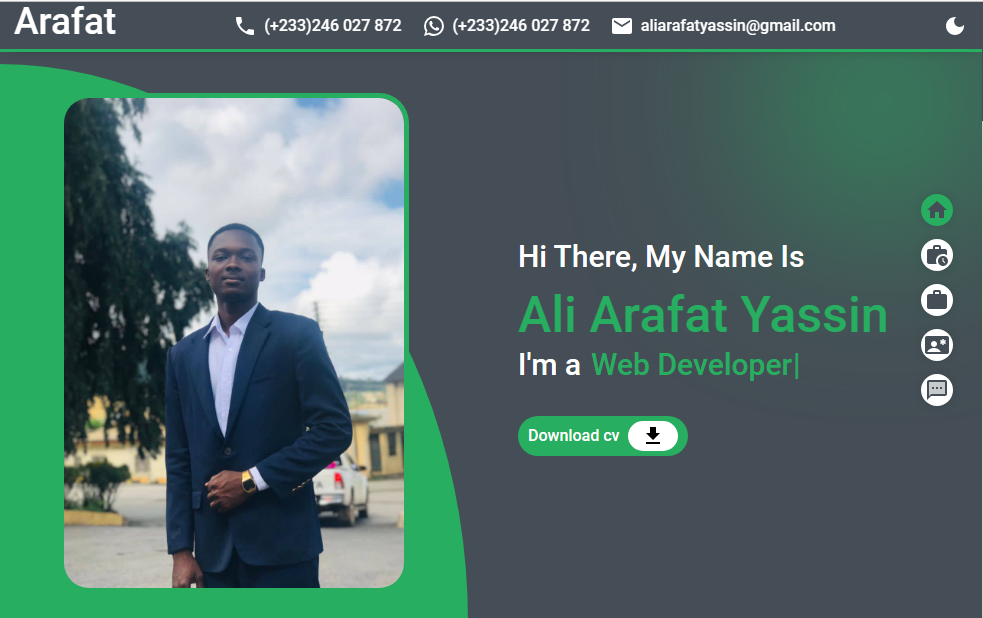 Arafat
(+233)246 027 872
(+233)246 027 872
aliarafatyassin@gmail.com
Hi There, My Name Is
Ali Arafat Yassin
I'm a Web Developer|
Download cv